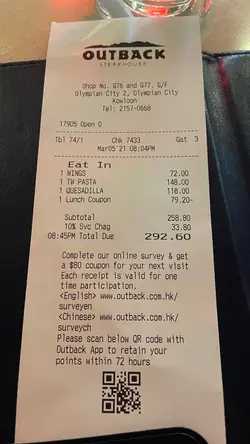 OUTBACK
STEAKHOUSE
Shop No. G76 and G77, G/F
Olympian City 2, Olympian City
Kowloon
Tel: 2157-0668
17905 Open D
Tbl 74/1 Chk 7433 Gst 3
Mar05'21 08:04PM
Eat In
1 WINGS 72.00
1 TW PASTA 148.00
1 QUESADILLA 118.00
1 Lunch Coupon 79.20-
Subtotal 258.80
10% Svc Chag 33.80
08:45PM Total Due 292.60
Complete our online survey & get
a $80 coupon for your next visit
Each receipt is valid for one
time participation.
<English> www.outback.com.hk/
surveyen
<Chinese> www.outback.com.hk/
surveych
Please scan below QR code with
Outback App to retain your
points within 72 hours